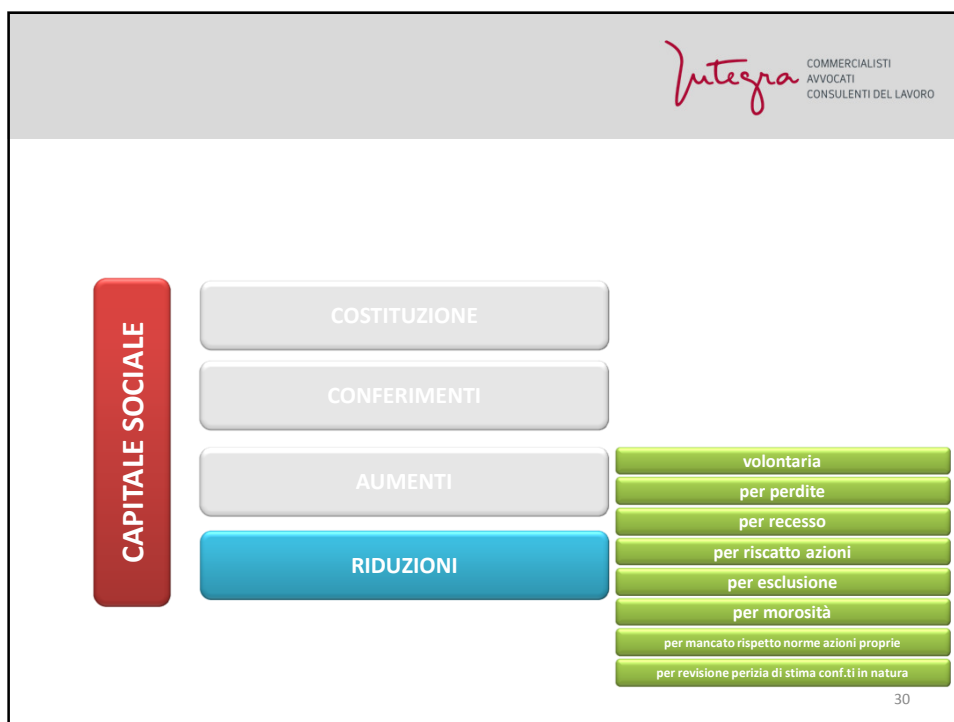 Integra
COMMERCIALISTI
AVVOCATI
CONSULENTI DEL LAVORO
CAPITALE SOCIALE
COSTITUZIONE
CONFERIMENTI
AUMENTI
RIDUZIONI
volontaria
per perdite
per recesso
per riscatto azioni
per esclusione
per morosità
per mancato rispetto norme azioni proprie
per revisione perizia di stima conf.ti in natura
30